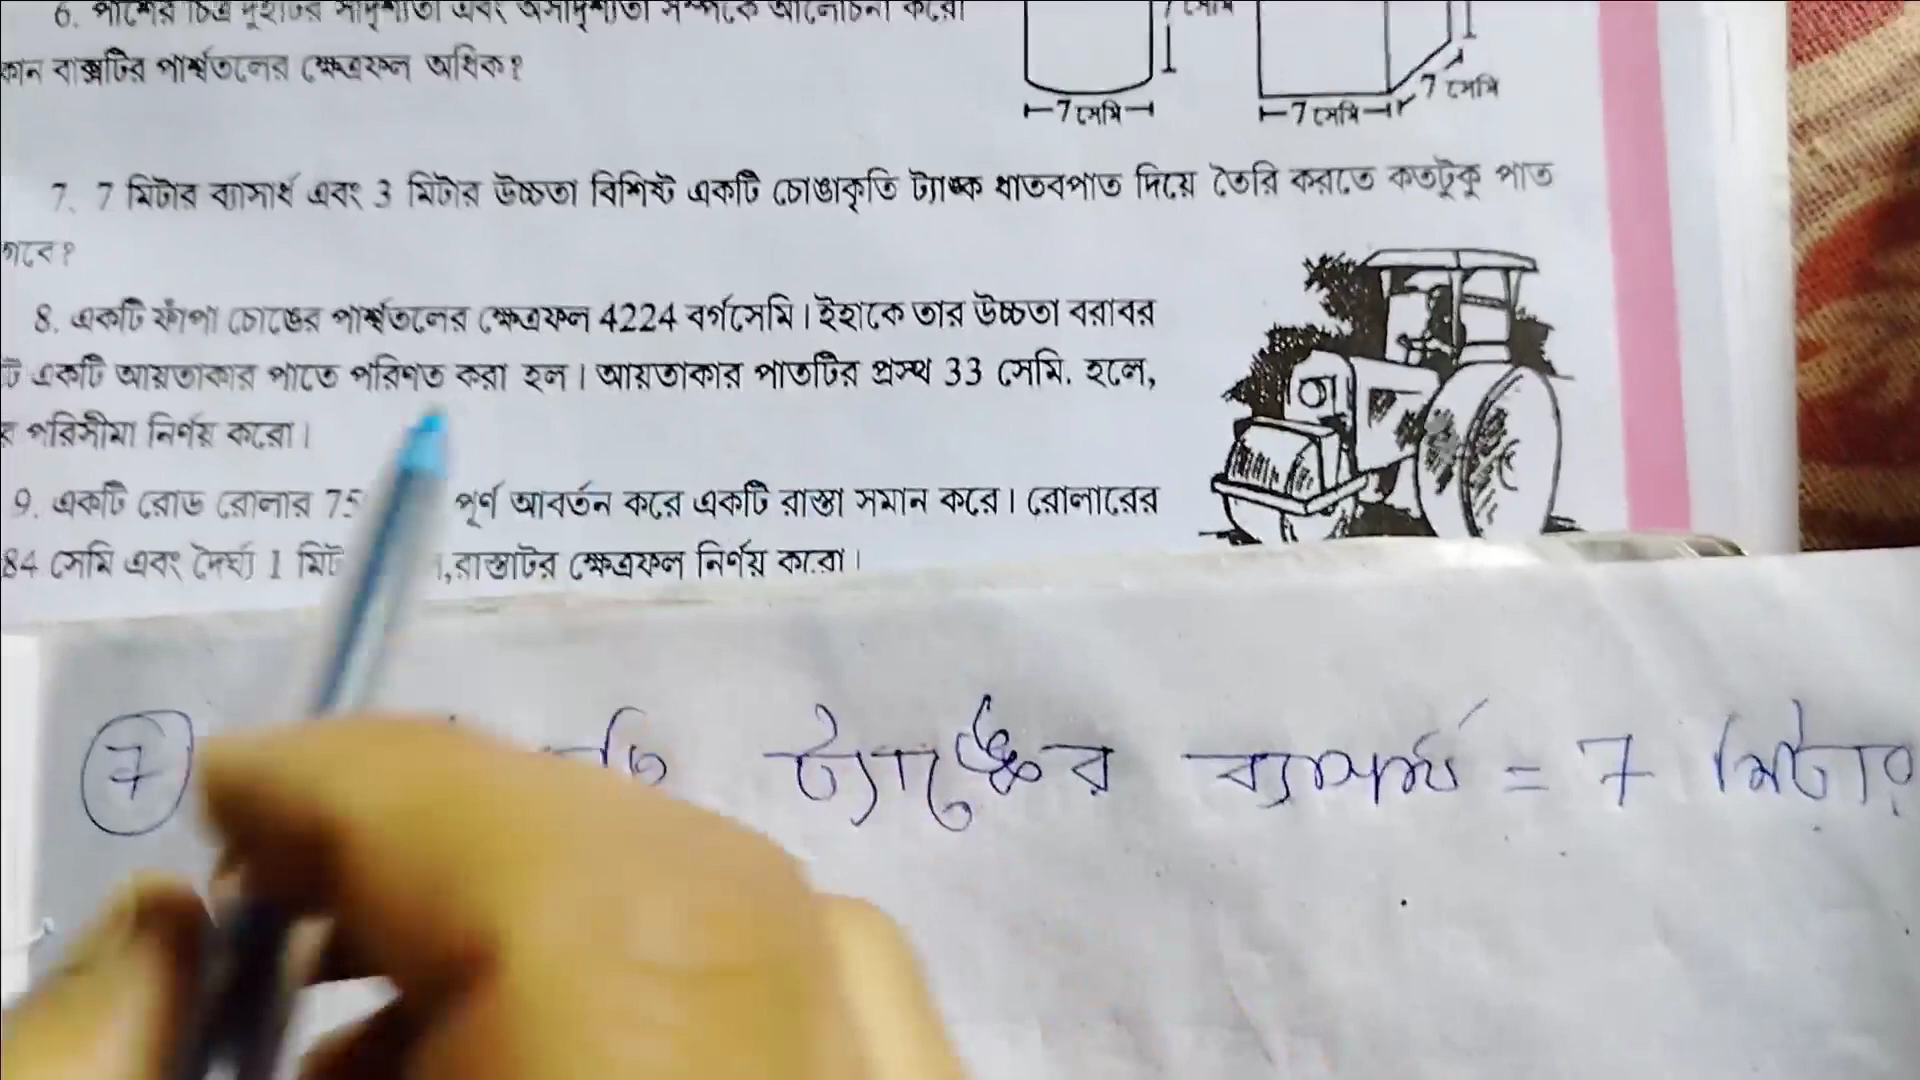 6. পাশের চিত্র দুইটির সাদৃশ্যতা এবং অসাদৃশ্যতা সম্পর্কে আলোচনা করো
7 সেমি
কোন বাক্সটির পার্শ্বতলের ক্ষেত্রফল অধিক?
7 সেমি
7 সেমি
7 সেমি
7. 7 মিটার ব্যাসার্ধ এবং 3 মিটার উচ্চতা বিশিষ্ট একটি চোঙাকৃতি ট্যাঙ্ক ধাতবপাত দিয়ে তৈরি করতে কতটুকু পাত
গবে?
8. একটি ফাঁপা চোঙের পার্শ্বতলের ক্ষেত্রফল 4224 বর্গসেমি। ইহাকে তার উচ্চতা বরাবর
একটি আয়তাকার পাতে পরিণত করা হল। আয়তাকার পাতটির প্রস্থ 33 সেমি. হলে,
র পরিসীমা নির্ণয় করো।
9. একটি রোড রোলার 75 পূর্ণ আবর্তন করে একটি রাস্তা সমান করে। রোলারের
84 সেমি এবং দৈর্ঘ্য 1 মিট ,রাস্তাটির ক্ষেত্রফল নির্ণয় করো।
7 ট্যাঙ্কের ব্যাসার্ধ = 7 মিটার